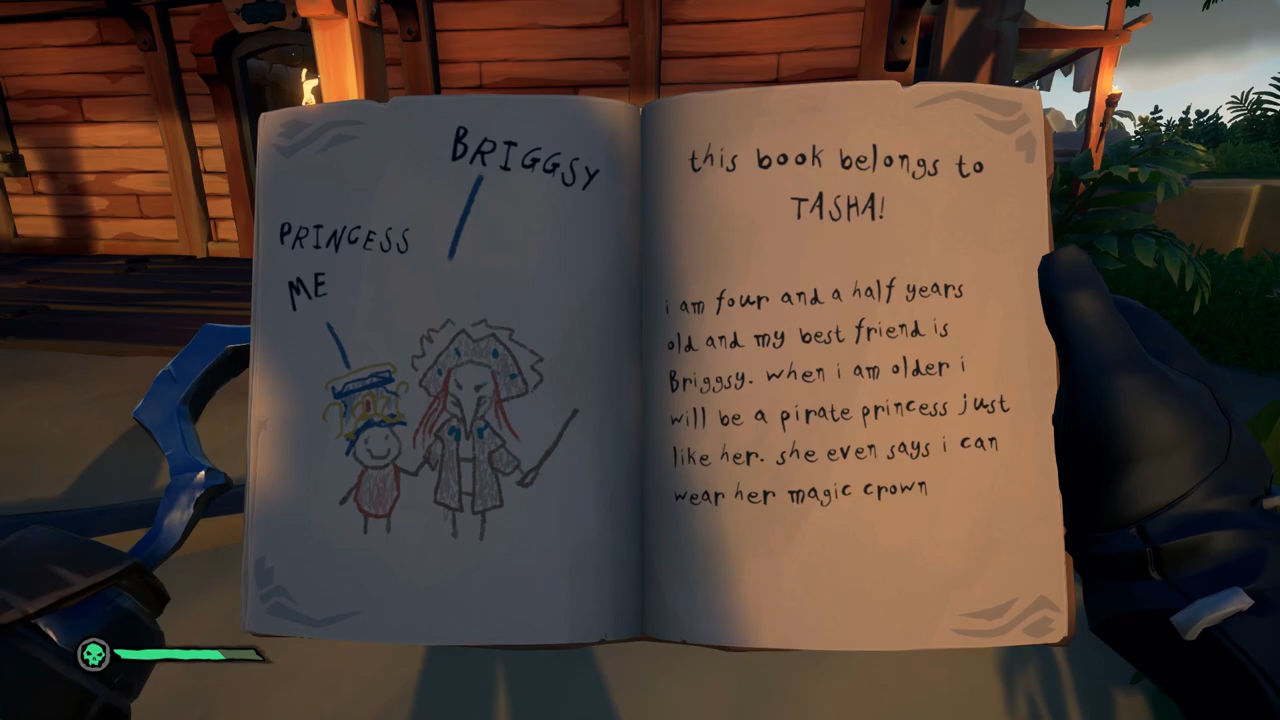 BRIGGSY
PRINCESS
ME
this book belongs to
TASHA!
i am four and a half years
old and my best friend is
Briggsy. when i am older i
will be a pirate princess just
like her. she even says i can
wear her magic crown